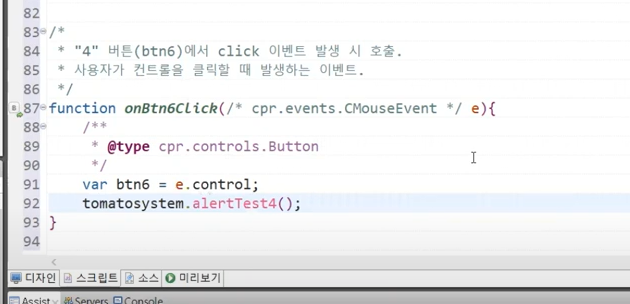 82
83 /*
84  * "4" 버튼(btn6)에서 click 이벤트 발생 시 호출.
85  * 사용자가 컨트롤을 클릭할 때 발생하는 이벤트.
86  */
87 function onBtn6Click(/* cpr.events.CMouseEvent */ e){
88     /**
89      * @type cpr.controls.Button
90      */
91     var btn6 = e.control;
92     tomatosystem.alertTest4();
93 }
94
디자인 스크립트 소스 미리보기
Assist Servers Console